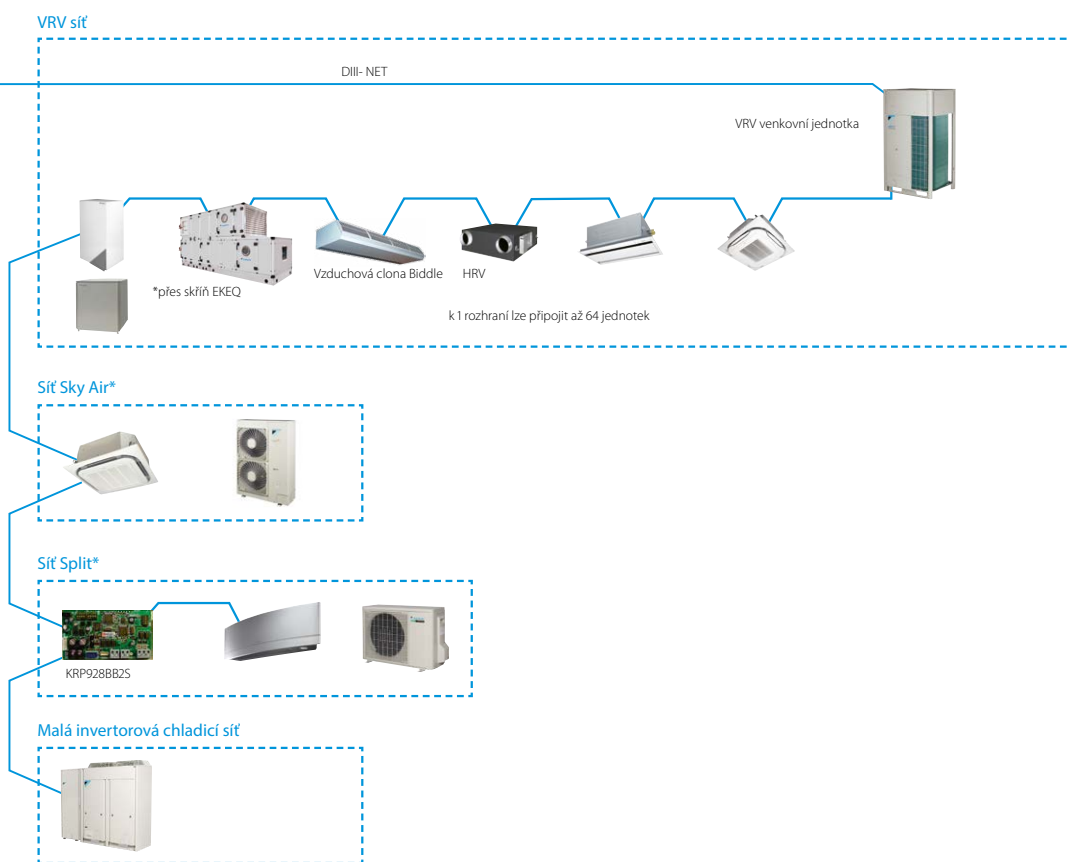 VRV síť
DIII- NET
VRV venkovní jednotka
Vzduchová clona Biddle
HRV
*přes skříň EKEQ
k 1 rozhraní lze připojit až 64 jednotek
Síť Sky Air*
Síť Split*
KRP928BB2S
Malá invertorová chladicí síť